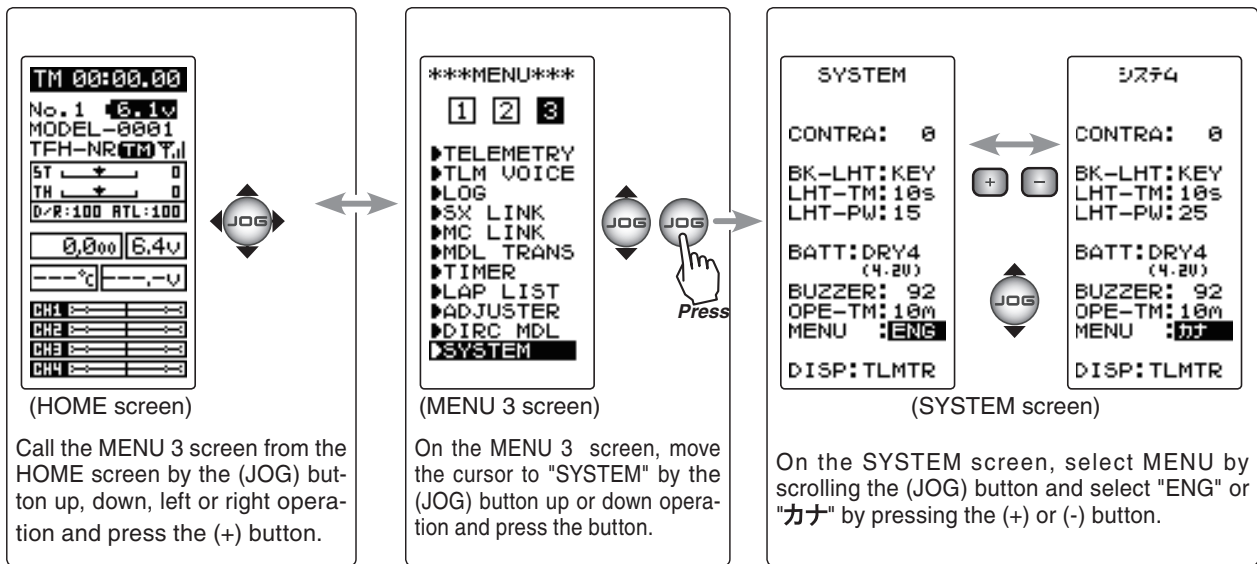 TM 00:00.00
No.1 6.1v
MODEL-0001
TFH-NR TM
ST 0
TH 0
D/R:100 ATL:100
0,000 6.4v
---°C ---.-v
CH1
CH2
CH3
CH4
(HOME screen)
Call the MENU 3 screen from the
HOME screen by the (JOG) but-
ton up, down, left or right opera-
tion and press the (+) button.
JOG
***MENU***
1 2 3
TELEMETRY
TLM VOICE
LOG
SX LINK
MC LINK
MDL TRANS
TIMER
LAP LIST
ADJUSTER
DIRC MDL
SYSTEM
(MENU 3 screen)
JOG JOG
Press
On the MENU 3 screen, move
the cursor to "SYSTEM" by the
(JOG) button up or down opera-
tion and press the button.
SYSTEM
CONTRA: 0
BK-LHT:KEY
LHT-TM:10s
LHT-PW:15
BATT:DRY4
(4.2V)
BUZZER: 92
OPE-TM:10m
MENU :ENG
DISP:TLMTR
+ -
JOG
システム
CONTRA: 0
BK-LHT:KEY
LHT-TM:10s
LHT-PW:25
BATT:DRY4
(4.2V)
BUZZER: 92
OPE-TM:10m
MENU :カナ
DISP:TLMTR
(SYSTEM screen)
On the SYSTEM screen, select MENU by
scrolling the (JOG) button and select "ENG" or
"カナ" by pressing the (+) or (-) button.